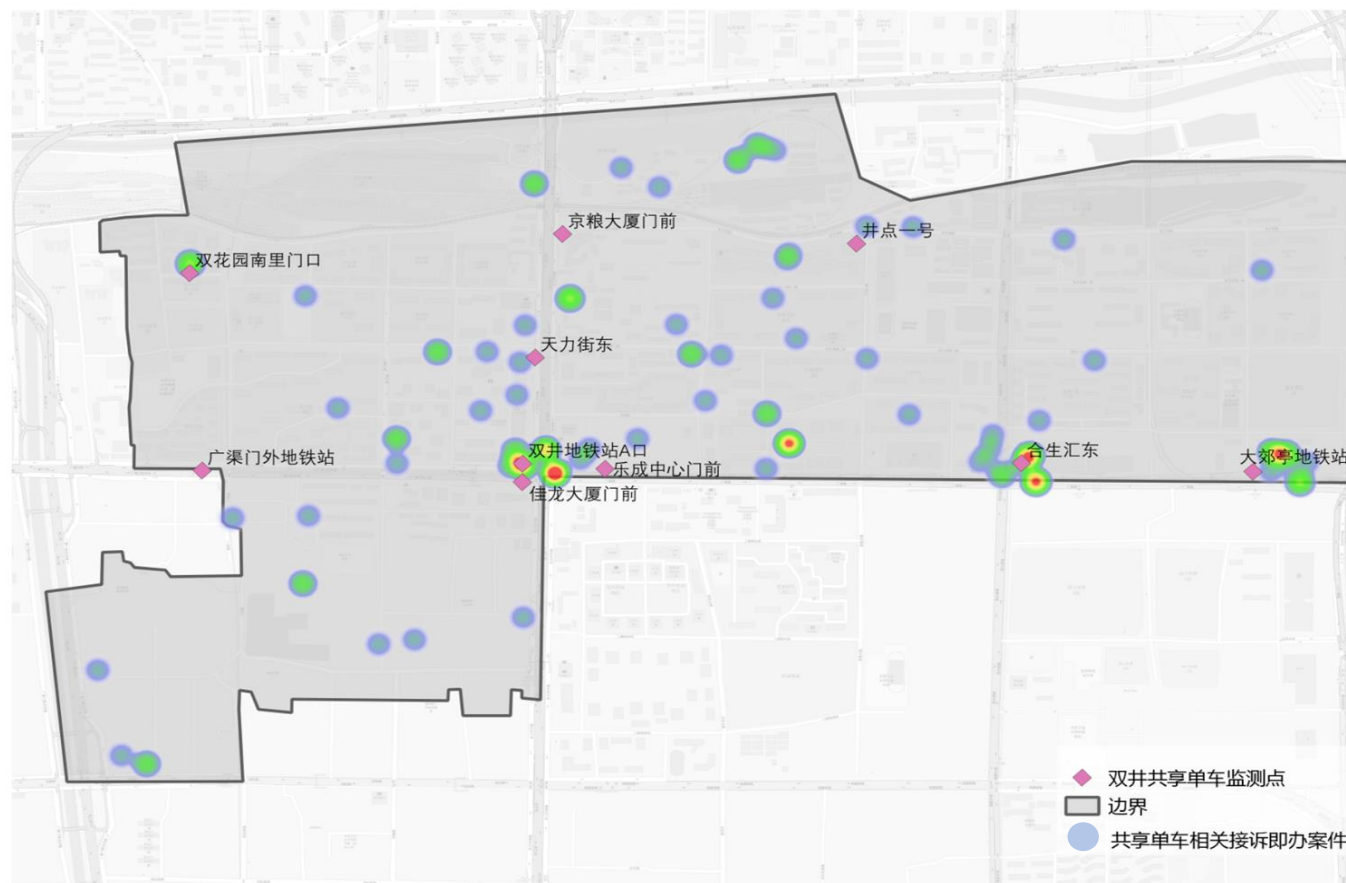 京粮大厦门前
井点一号
双花园南里门口
天力街东
双井地铁站A口
合生汇东
广渠门外地铁站
乐成中心门前
大郊亭地铁站
佳龙大厦门前
双井共享单车监测点
边界
共享单车相关接诉即办案件